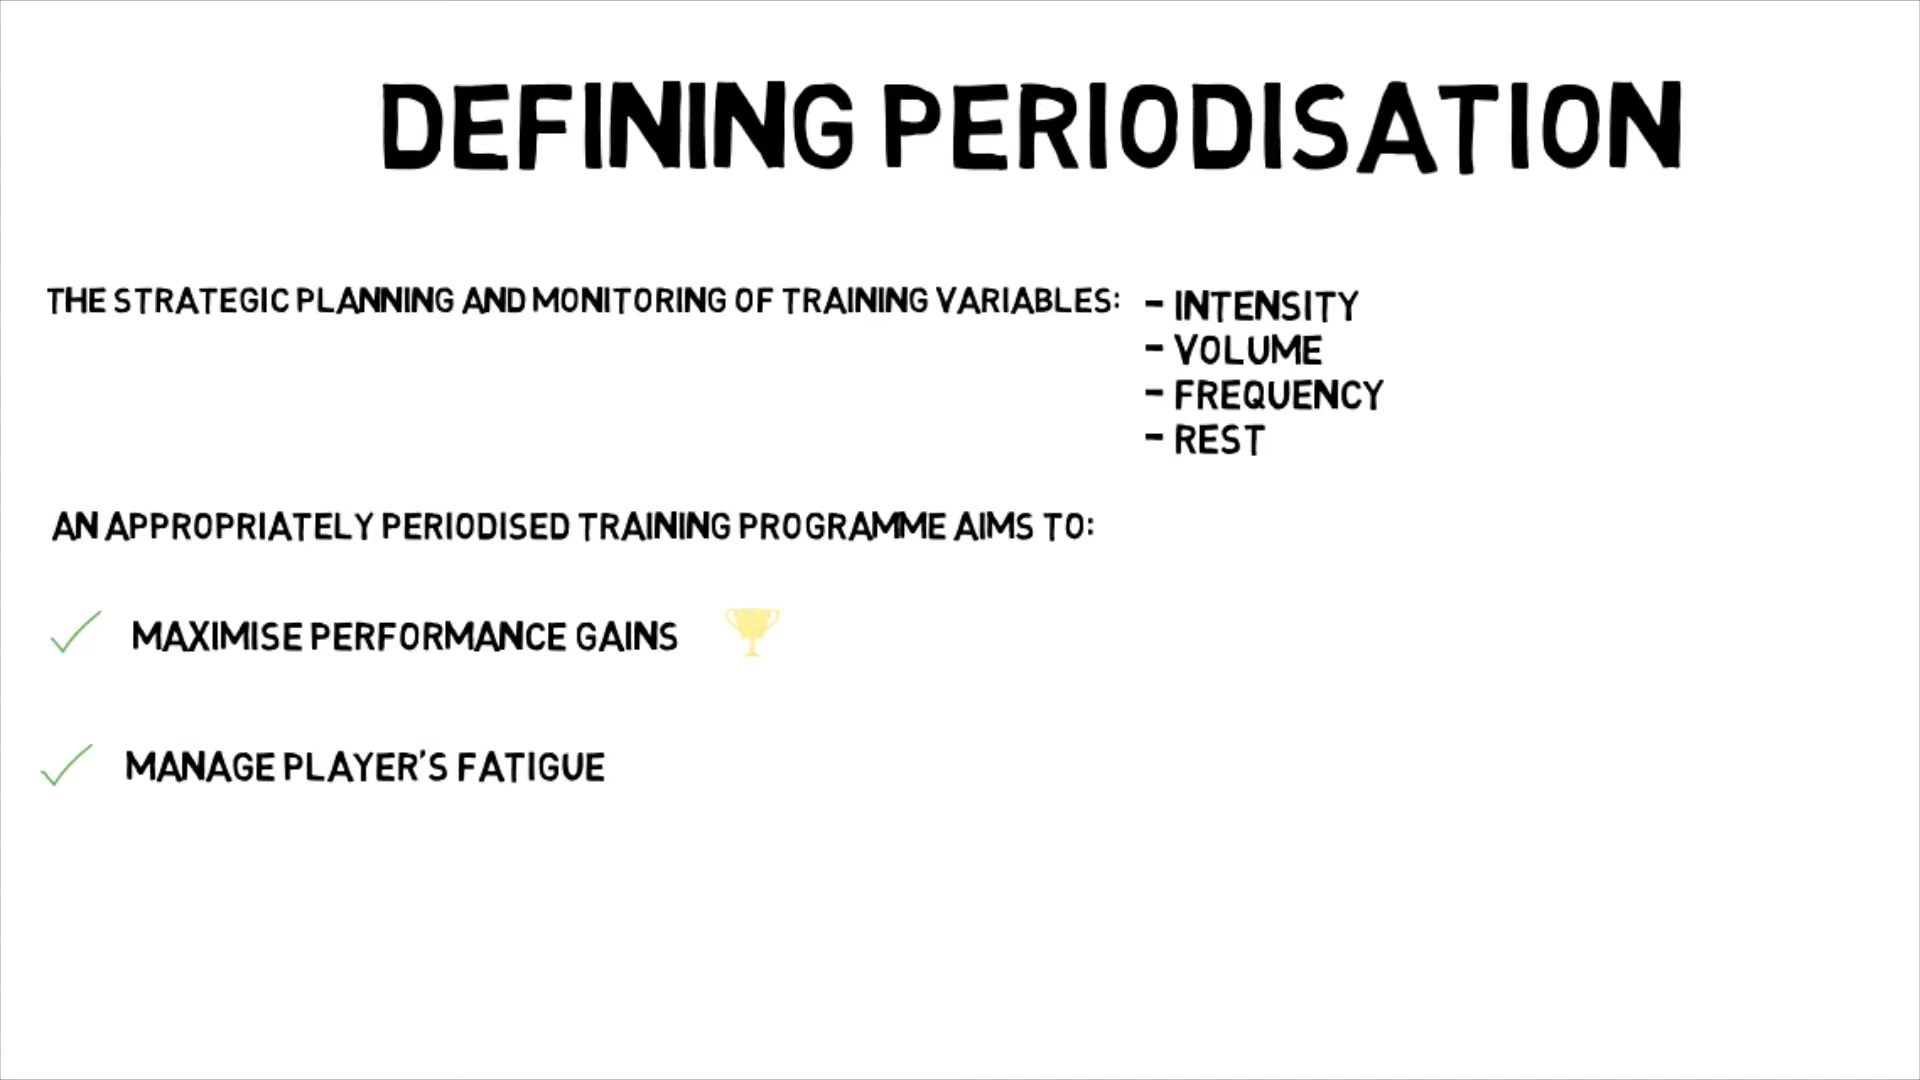 DEFINING PERIODISATION
THE STRATEGIC PLANNING AND MONITORING OF TRAINING VARIABLES:
- INTENSITY
- VOLUME
- FREQUENCY
- REST
AN APPROPRIATELY PERIODISED TRAINING PROGRAMME AIMS TO:
MAXIMISE PERFORMANCE GAINS
MANAGE PLAYER'S FATIGUE